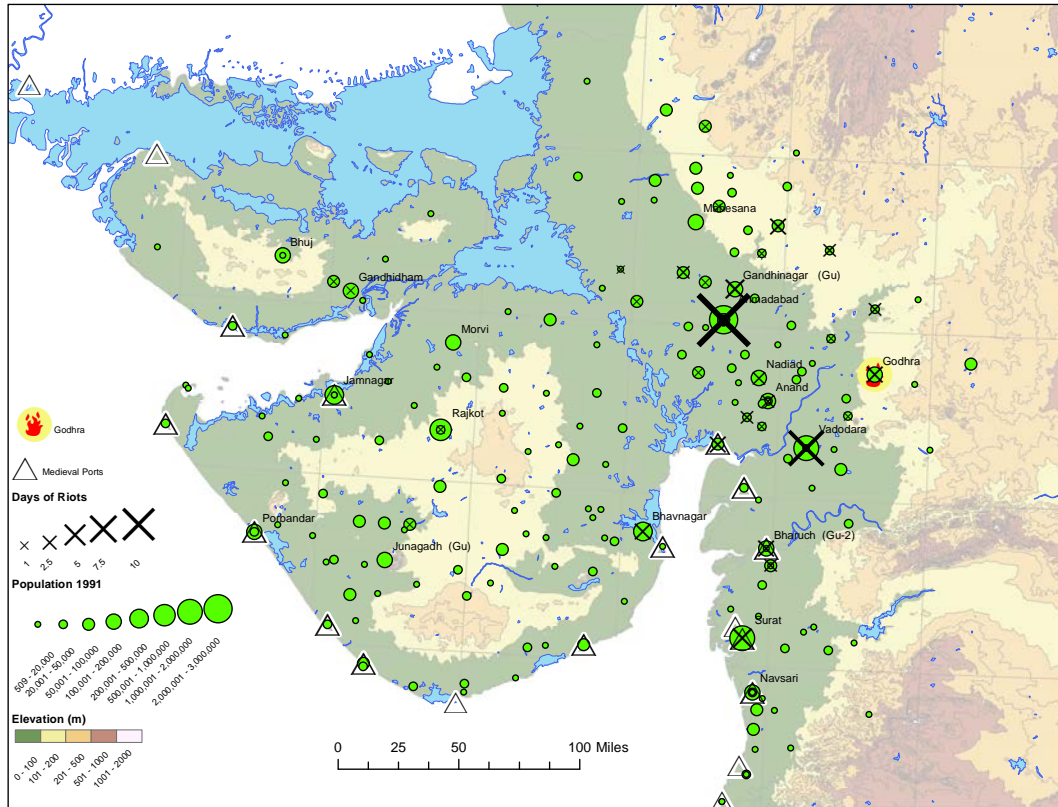 Mahesana
Bhuj
Gandhidham
Gandhinagar (Gu)
Ahmadabad
Morvi
Nadiad
Godhra
Anand
Jamnagar
Rajkot
Vadodara
Godhra
Medieval Ports
Days of Riots
1 2.5 5 7.5 10
Porbandar
Bhavnagar
Junagadh (Gu)
Bharuch (Gu-2)
Population 1991
509 - 20,000
20,001 - 50,000
50,001 - 100,000
100,001 - 200,000
200,001 - 500,000
500,001 - 1,000,000
1,000,001 - 2,000,000
2,000,001 - 3,000,000
Surat
Navsari
Elevation (m)
0 - 100
101 - 200
201 - 500
501 - 1000
1001 - 2000
0 25 50 100 Miles